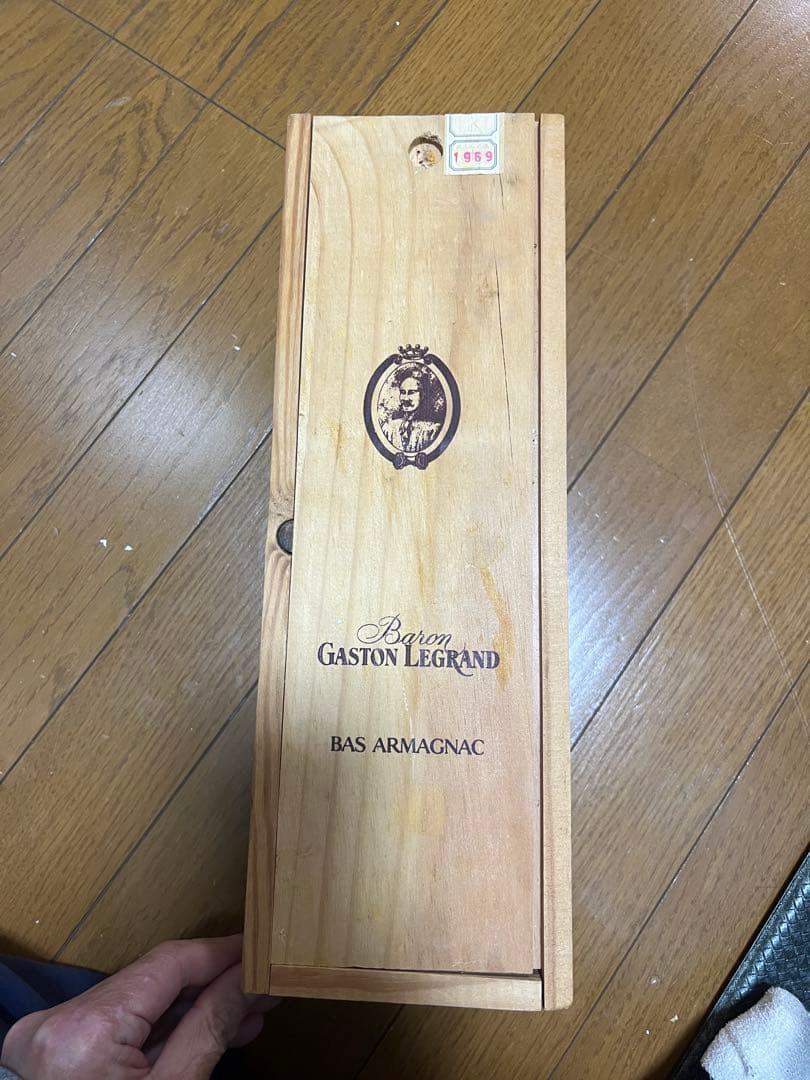 1969
Baron
GASTON LEGRAND
BAS ARMAGNAC